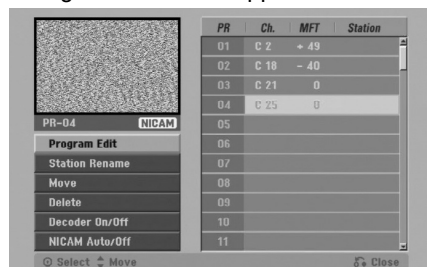 PR Ch. MFT Station
01 C 2 + 49
02 C 18 - 40
03 C 21 0
04 C 25 0
05
06
07
08
09
10
11
PR-04 NICAM
Program Edit
Station Rename
Move
Delete
Decoder On/Off
NICAM Auto/Off
Select Move Close